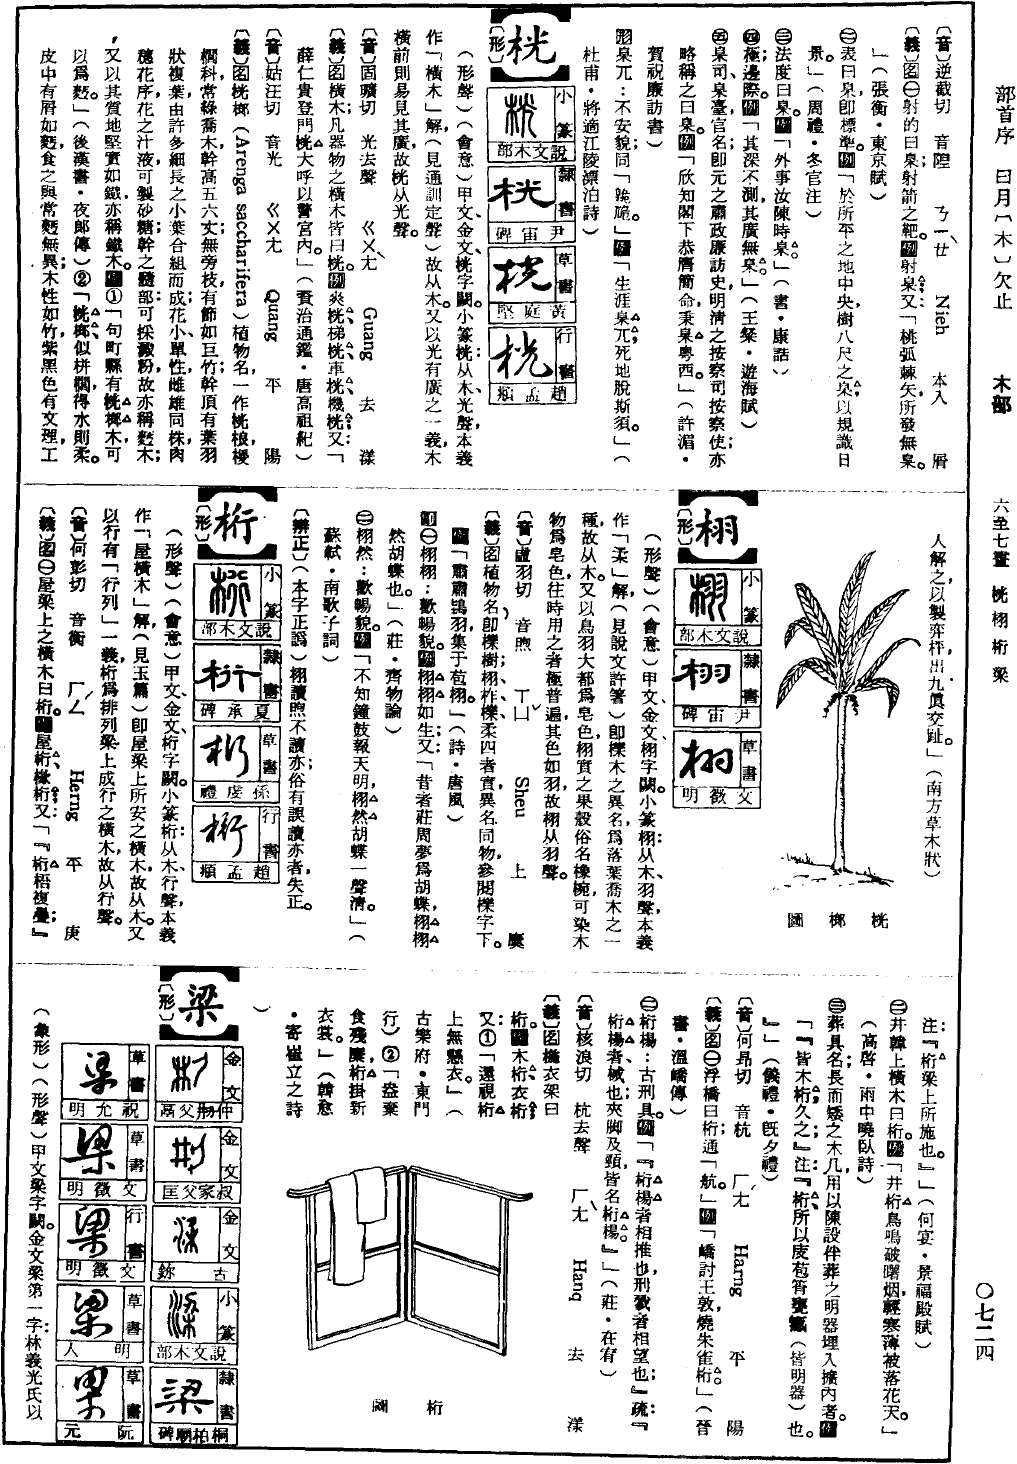 部首序 曰月〔木〕欠止 木部 六至七畫 桄栩桁梁 〇七二四
〔音〕逆截切 音隉 ㄋㄧㄝˋ Nieh 本入 屑
〔義〕名㊀射的曰臬射箭之靶例射臬又「桃弧棘矢所發無臬。
」(張衡・東京賦)
㊁表曰臬卽標準例「於所平之地中央樹八尺之臬以規識日
景。」(周禮・冬官注)
㊂法度曰臬例「外事汝陳時臬」(書・康誥)
㊃極邊際。例「其深不測其廣無臬。」(王粲・遊海賦)
㊄臬司臬臺官名卽元之肅政廉訪史明清之按察司按察使亦
略稱之曰臬。例「欣知閣下恭膺簡命秉臬粵西。」(許湄・
賀祝廉訪書)
形臬兀:不安貌同「臲卼。」例「生涯臬兀死地脫斯須。」(
杜甫・將適江陵漂泊詩)
桄
〔形〕
小篆 說文木部
隸書 尹宙碑
草書 黃庭堅
行書 趙孟頫
(形聲)(會意)甲文金文桄字闕。小篆桄:从木光聲本義
作「橫木」解(見通訓定聲)故从木。又以光有廣之一義木
橫前則易見其廣故桄从光聲。
〔音〕固曠切 光去聲 ㄍㄨㄤˋ Guang 去 漾
〔義〕名橫木凡器物之橫木皆曰桄。例炎桄梯桄車桄機桄又:「
薛仁貴登門桄大呼以警宮內。」(資治通鑑・唐高祖紀)
〔音〕姑汪切 音光 ㄍㄨㄤ Quang 平 陽
〔義〕名桄榔(Arenga saccharifera)植物名一作桄桹椶
櫚科常綠喬木幹高五六丈無旁枝有節如巨竹幹頂有葉羽
狀複葉由許多細長之小葉合組而成花小單性雌雄同株肉
穗花序花之汁液可製砂糖幹之髓部可採澱粉故亦稱麪木
,又以其質地堅實如鐵亦稱鐵木。例①「句町縣有桄榔木可
以為麪。」(後漢書・夜郎傳)②「桄榔似栟櫚得水則柔。
皮中有屑如麪食之與常麪無異木性如竹紫黑色有文理工
人解之以製弈枰出九眞交趾。」(南方草木狀)
桄榔圖
栩
〔形〕
小篆 說文木部
隸書 尹宙碑
草書 文徵明
(形聲)(會意)甲文金文栩字闕。小篆栩:从木羽聲本義
作「柔」解(見說文許箸)卽櫟木之異名為落葉喬木之一
種故从木。又以鳥羽大都為皂色栩實之果殼俗名橡椀可染木
物為皂色往時用之者極普遍其色如羽故栩从羽聲。
〔音〕虛羽切 音煦 ㄒㄩˇ Sheu 上 麌
〔義〕名植物名卽櫟樹栩柞櫟柔四者實異名同物參閱櫟字下。
例「肅肅鴇羽集于苞栩。」(詩・唐風)
副㊀栩栩:歡暢貌。例栩栩如生又「昔者莊周夢為胡蝶栩栩
然胡蝶也。」(莊・齊物論)
㊁栩然:歡暢貌。例「不知鐘鼓報天明栩然胡蝶一聲清。」(
蘇軾・南歌子詞)
〔辨正〕(本字正譌)栩讀煦不讀亦俗有誤讀亦者失正。
桁
〔形〕
小篆 說文木部
隸書 夏承碑
草書 孫虔禮
行書 趙孟頫
(形聲)(會意)甲文金文桁字闕。小篆桁:从木行聲本義
作「屋橫木」解(見玉篇)卽屋梁上所安之橫木故从木。又
以行有「行列」一義桁為排列梁上成行之橫木故从行聲。
〔音〕何彭切 音衡 ㄏㄥˊ Herng 平 庚
〔義〕名㊀屋梁上之橫木曰桁。例屋桁椽桁又:「『桁梧複疊』
注:『桁梁上所施也。』」(何宴・景福殿賦)
㊁井榦上橫木曰桁。例「井桁鳥鳴破曙烟輕寒薄被落花天。」
(高啓・雨中曉臥詩)
㊂葬具名長而矮之木几用以陳設伴葬之明器埋入壙內者。例
「『皆木桁久之』注:『桁所以庋苞筲甕甒(皆明器)也。
』」(儀禮・旣夕禮)
〔音〕何昂切 音杭 ㄏㄤˊ Harng 平 陽
〔義〕名㊀浮橋曰桁通「航。」例「嶠討王敦燒朱雀桁。」(晉
書・溫嶠傳)
㊁桁楊:古刑具。例「『桁楊者相推也刑戮者相望也;』疏:『
桁楊者械也夾脚及頸皆名桁楊。』」(莊・在宥)
〔音〕核浪切 杭去聲 ㄏㄤˋ Hang 去 漾
〔義〕名橫衣架曰
桁。例木桁衣桁
又:①「還視桁
上無懸衣。」(
古樂府・東門
行)②「盜棄
食殘麋桁掛新
衣裳。」(韓愈
・寄崔立之詩
)
桁圖
梁
〔形〕
金文 仲枏父鬲
金文 叔家父匡
金文 古鉨
小篆 說文木部
隸書 桐柏廟碑
草書 祝允明
草書 文徵明
行書 文徵明
草書 明人
草書 阮元
(象形)(形聲)甲文梁字闕。金文梁第一字:林義光氏以